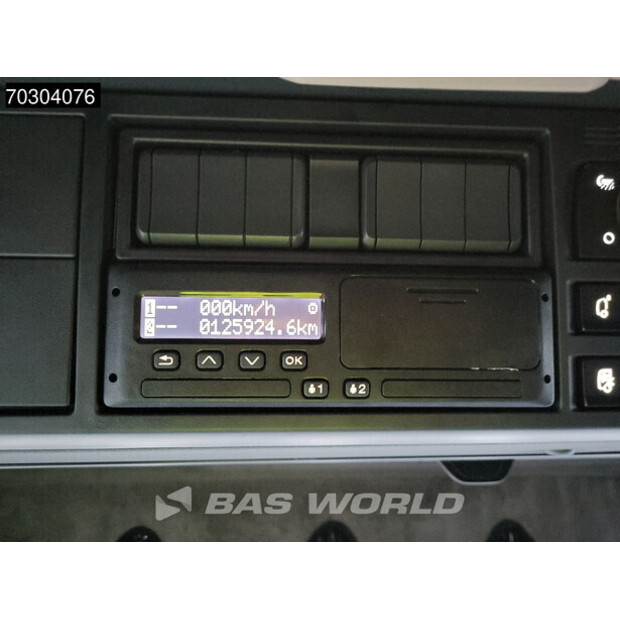 70304076
1 -- 000km/h
2 -- 0125924.6km
OK
1 2
BAS WORLD